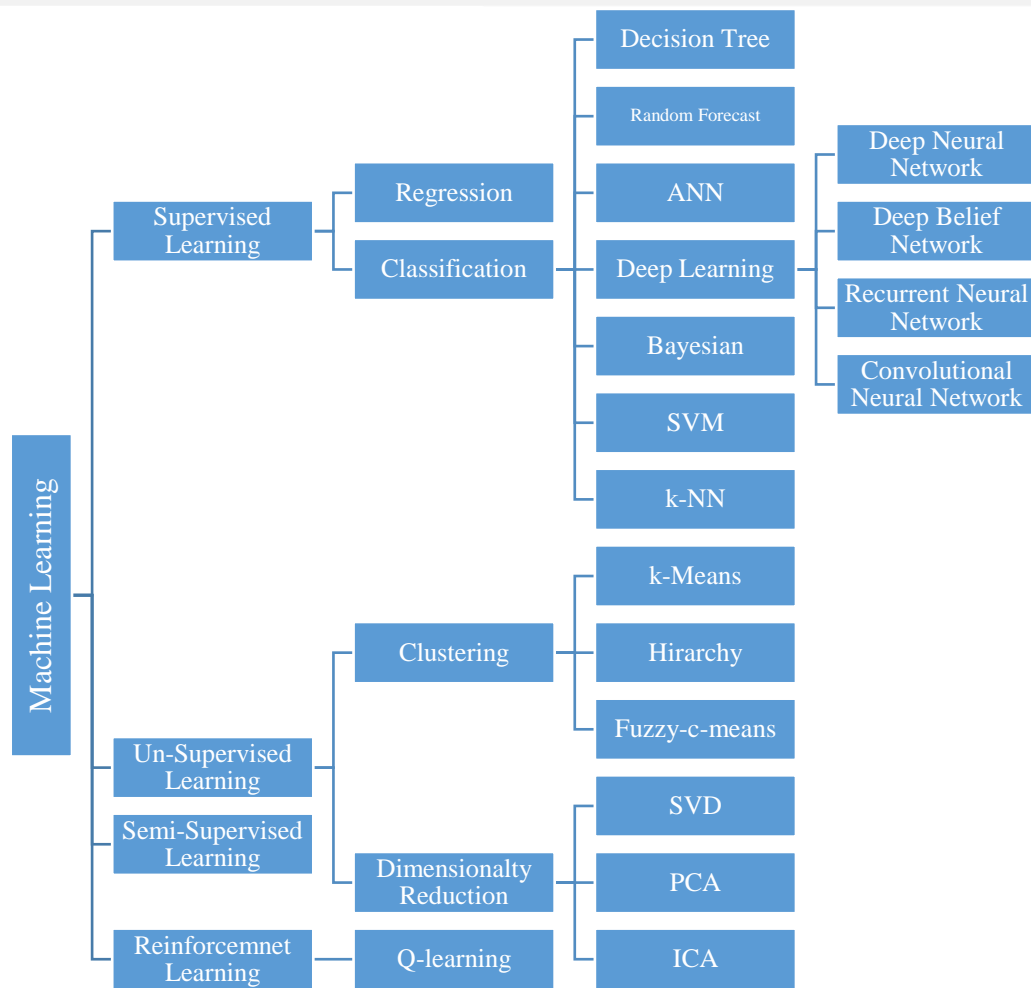 Machine Learning
Supervised
Learning
Regression
Classification
Decision Tree
Random Forecast
ANN
Deep Learning
Deep Neural
Network
Deep Belief
Network
Recurrent Neural
Network
Convolutional
Neural Network
Bayesian
SVM
k-NN
Un-Supervised
Learning
Clustering
k-Means
Hirarchy
Fuzzy-c-means
Dimensionalty
Reduction
SVD
PCA
ICA
Semi-Supervised
Learning
Reinforcemnet
Learning
Q-learning